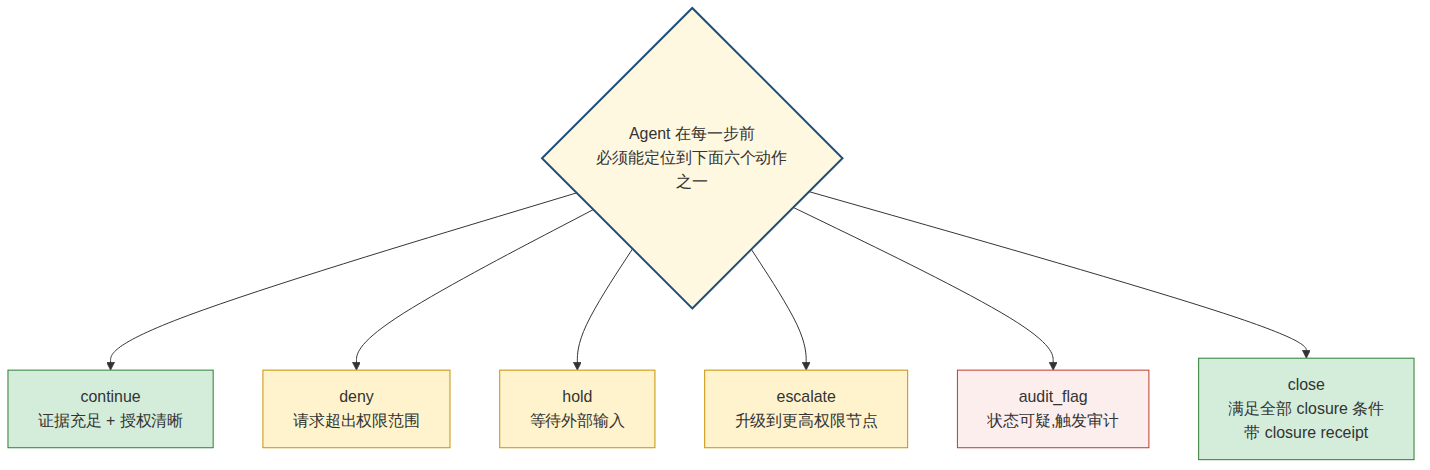 Agent 在每一步前
必须能定位到下面六个动作
之一
continue
证据充足 + 授权清晰
deny
请求超出权限范围
hold
等待外部输入
escalate
升级到更高权限节点
audit_flag
状态可疑,触发审计
close
满足全部 closure 条件
带 closure receipt